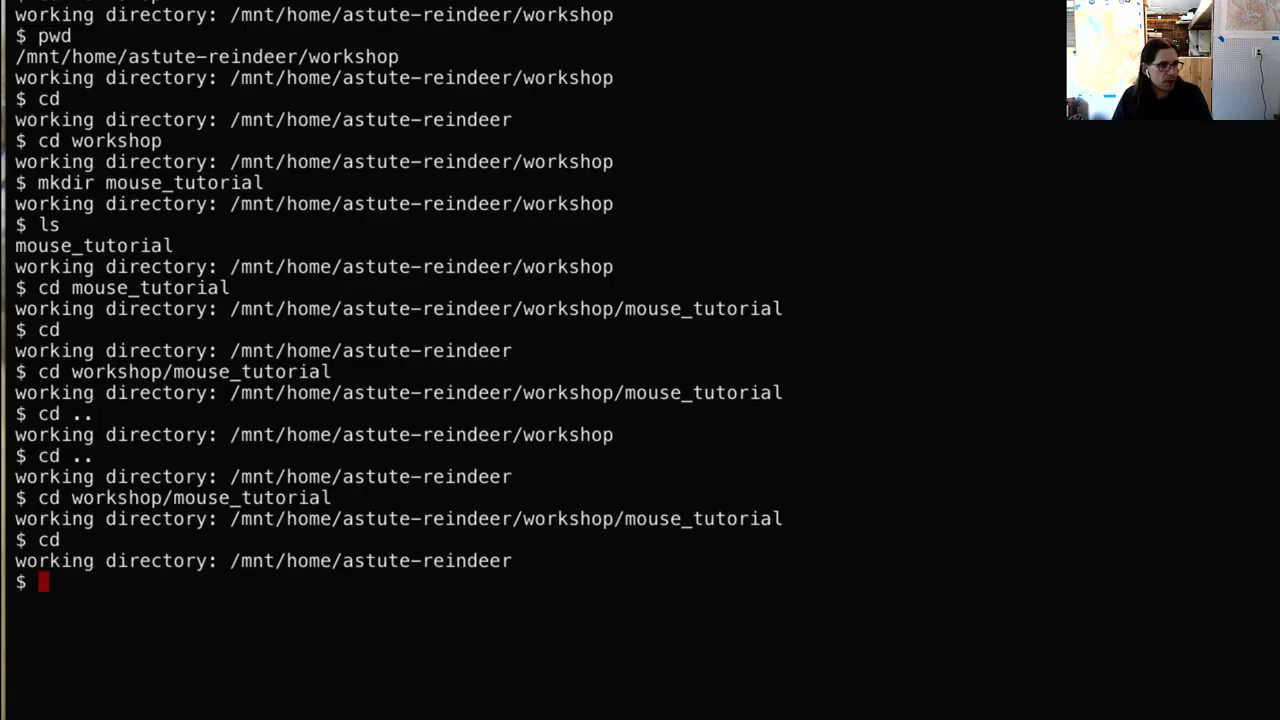 working directory: /mnt/home/astute-reindeer/workshop
$ pwd
/mnt/home/astute-reindeer/workshop
working directory: /mnt/home/astute-reindeer/workshop
$ cd
working directory: /mnt/home/astute-reindeer
$ cd workshop
working directory: /mnt/home/astute-reindeer/workshop
$ mkdir mouse_tutorial
working directory: /mnt/home/astute-reindeer/workshop
$ ls
mouse_tutorial
working directory: /mnt/home/astute-reindeer/workshop
$ cd mouse_tutorial
working directory: /mnt/home/astute-reindeer/workshop/mouse_tutorial
$ cd
working directory: /mnt/home/astute-reindeer
$ cd workshop/mouse_tutorial
working directory: /mnt/home/astute-reindeer/workshop/mouse_tutorial
$ cd ..
working directory: /mnt/home/astute-reindeer/workshop
$ cd ..
working directory: /mnt/home/astute-reindeer
$ cd workshop/mouse_tutorial
working directory: /mnt/home/astute-reindeer/workshop/mouse_tutorial
$ cd
working directory: /mnt/home/astute-reindeer
$